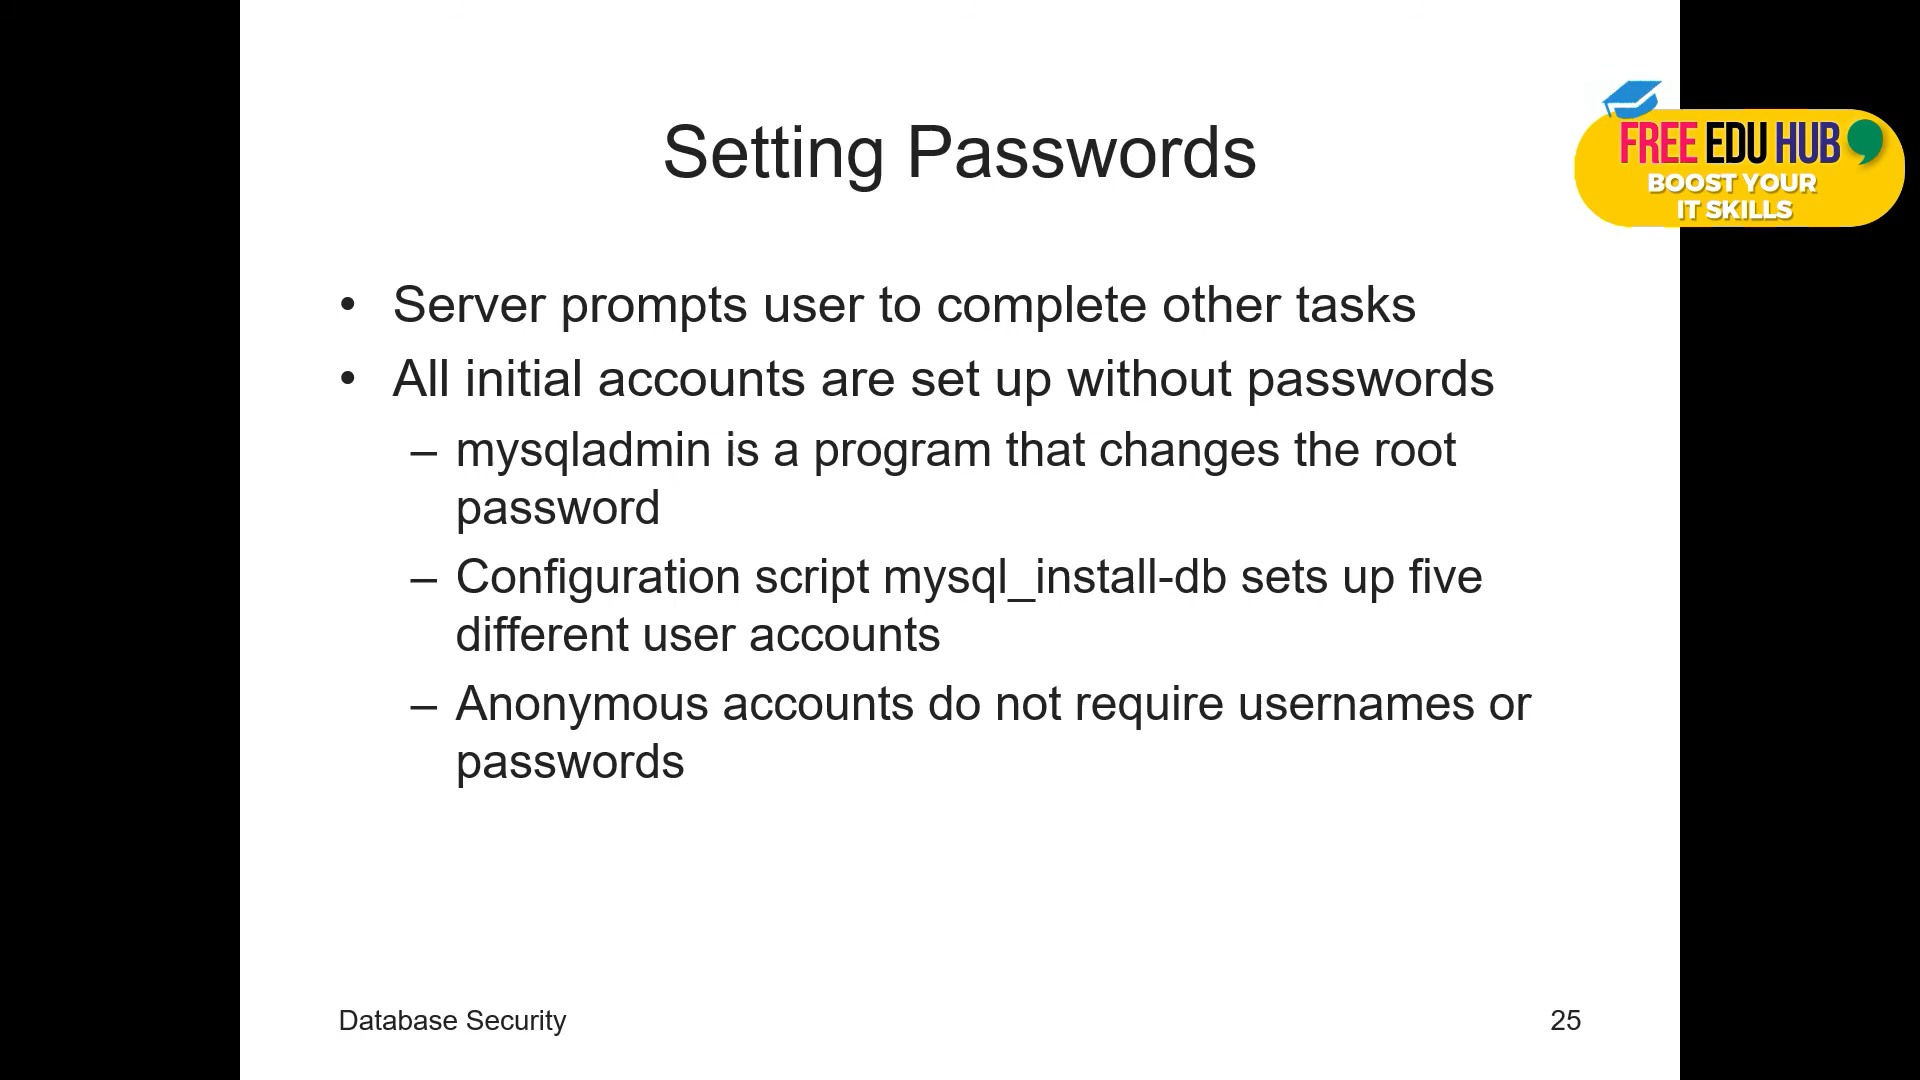 Setting Passwords
FREE EDU HUB
BOOST YOUR
IT SKILLS
• Server prompts user to complete other tasks
• All initial accounts are set up without passwords
– mysqladmin is a program that changes the root
password
– Configuration script mysql_install-db sets up five
different user accounts
– Anonymous accounts do not require usernames or
passwords
Database Security
25